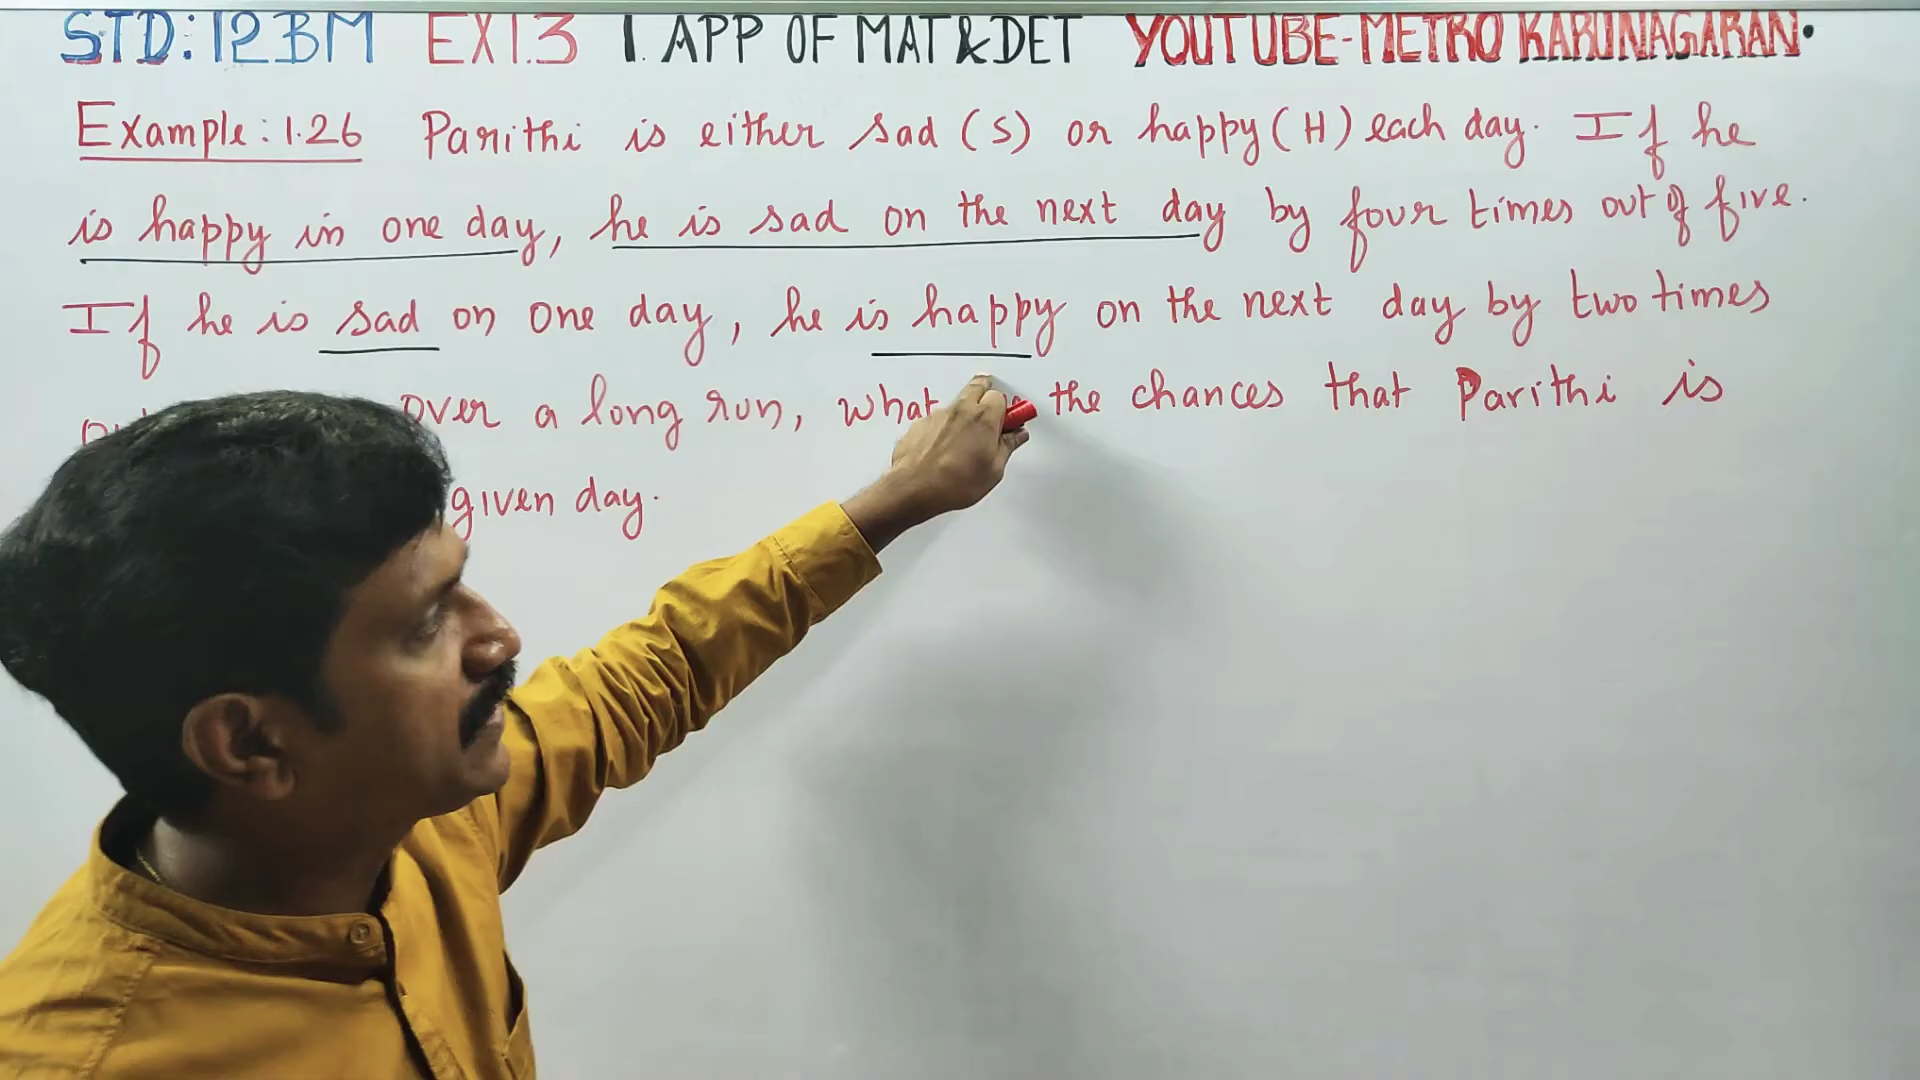 STD: 12BM EX1.3 1. APP OF MAT & DET YOUTUBE-METRO KARUNAGARAN.
Example: 1.26 Parithi is either sad (S) or happy (H) each day. If he
is happy in one day, he is sad on the next day by four times out of five.
If he is sad on one day, he is happy on the next day by two times
over a long run, what the chances that Parithi is
given day.